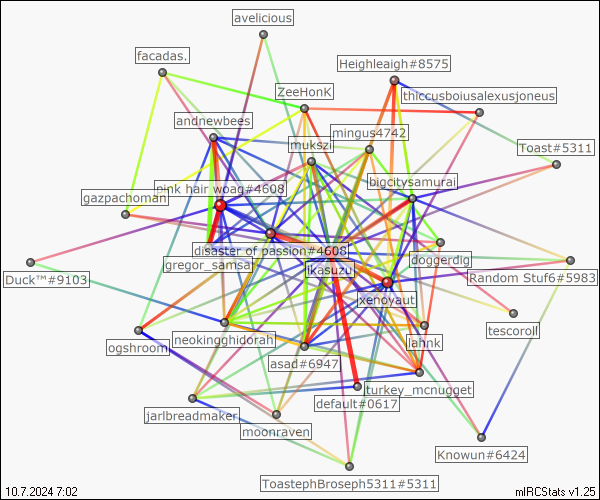 avelicious
facadas.
Heighleaigh#8575
ZeeHonK
thiccusboiusalexusjoneus
andnewbees
mingus4742
mukszi
Toast#5311
bigcitysamurai
pink hair woag#4608
gazpachoman
disaster of passion#4608
gregor_samsa
ikasuzu
doggerdig
Duck™#9103
Random Stuf6#5983
xenoyaut
tescoroll
neokingghidorah
lahnk
ogshroom
asad#6947
turkey_mcnugget
default#0617
jarlbreadmaker
moonraven
Knowun#6424
ToastephBroseph5311#5311
10.7.2024 7:02
mIRCStats v1.25